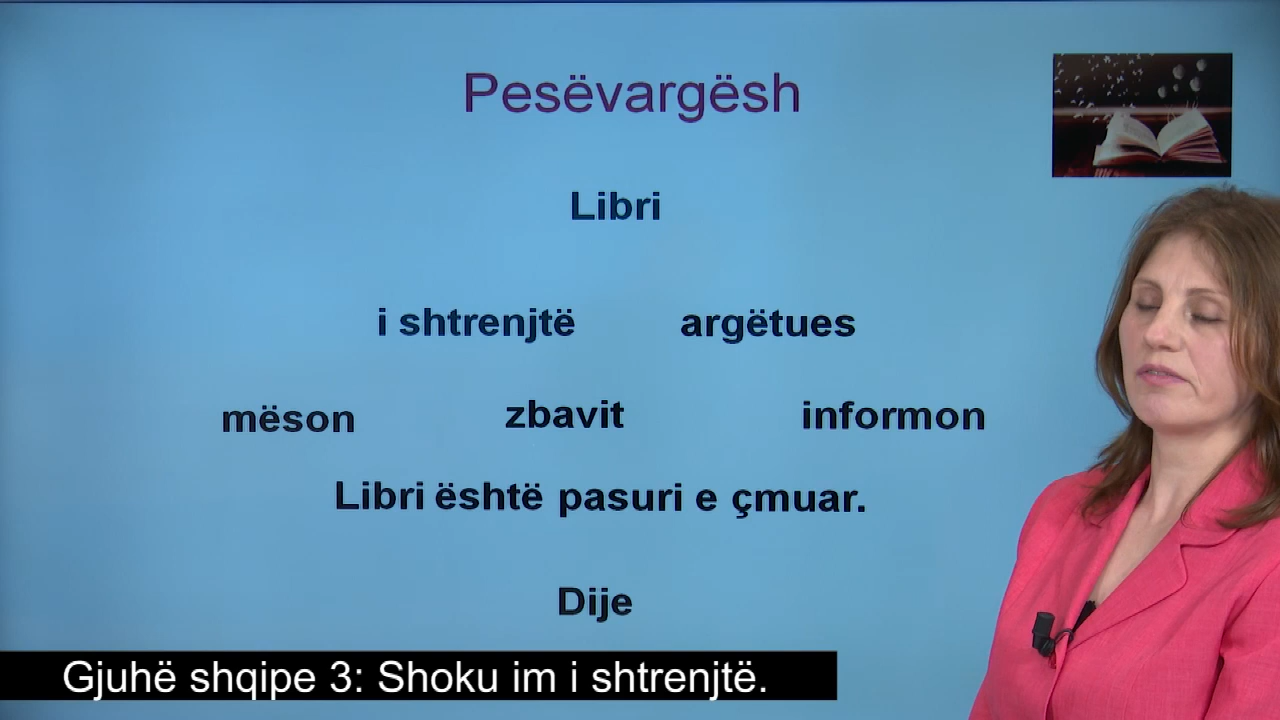 Pesëvargësh
Libri
i shtrenjtë argëtues
mëson zbavit informon
Libri është pasuri e çmuar.
Dije
Gjuhë shqipe 3: Shoku im i shtrenjtë.